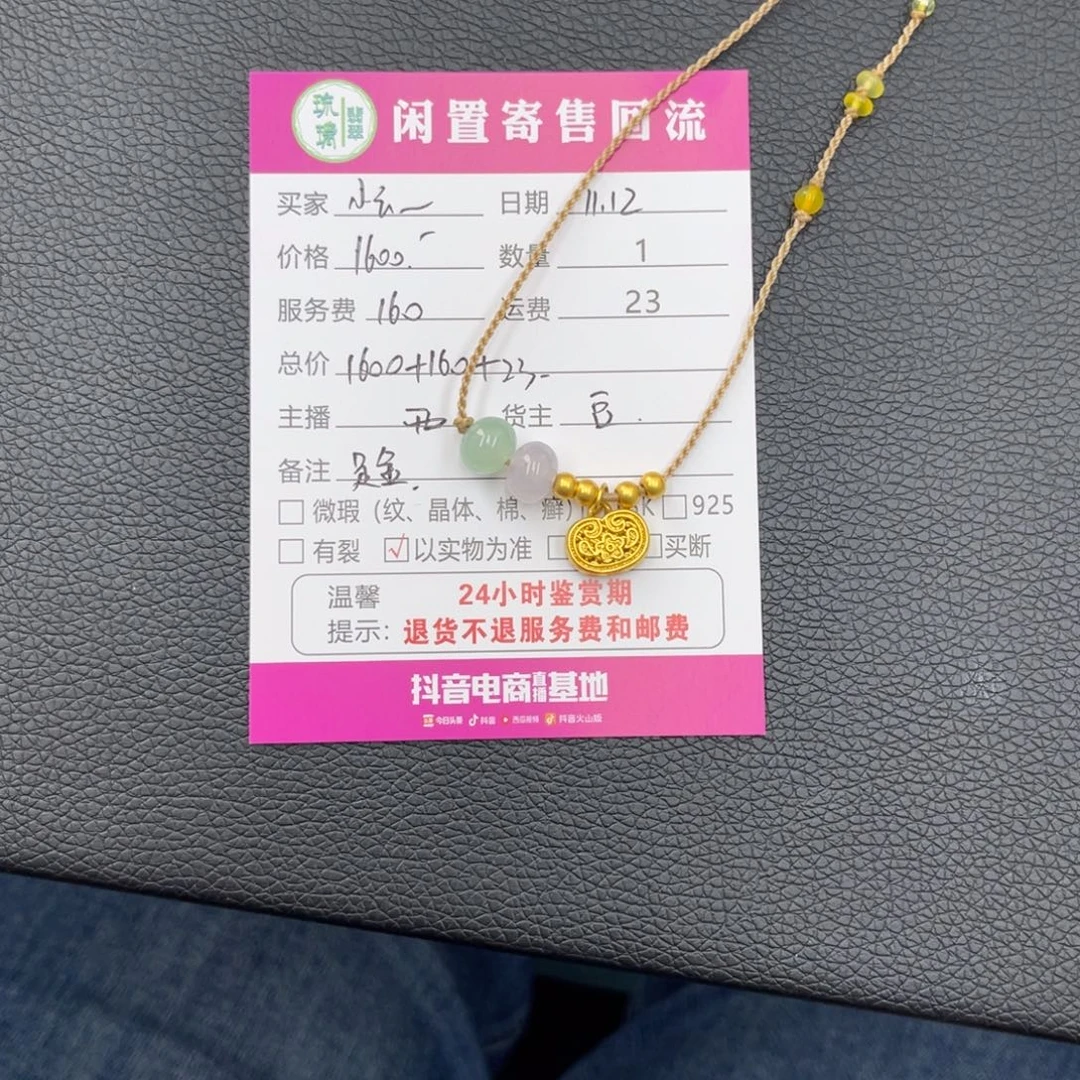 琉璃 翡翠 闲置寄售回流
买家 小云一 日期 11.12
价格 1600. 数量 1
服务费 160 运费 23
总价 1600+160+23-
主播 西 货主
备注 足金.
□ 微瑕 (纹、晶体、棉、癣) K □ 925
□ 有裂 ☑ 以实物为准 □ □ 买断
温馨 24小时鉴赏期
提示: 退货不退服务费和邮费
抖音电商直播基地
今日头条 抖音 西瓜视频 抖音火山版